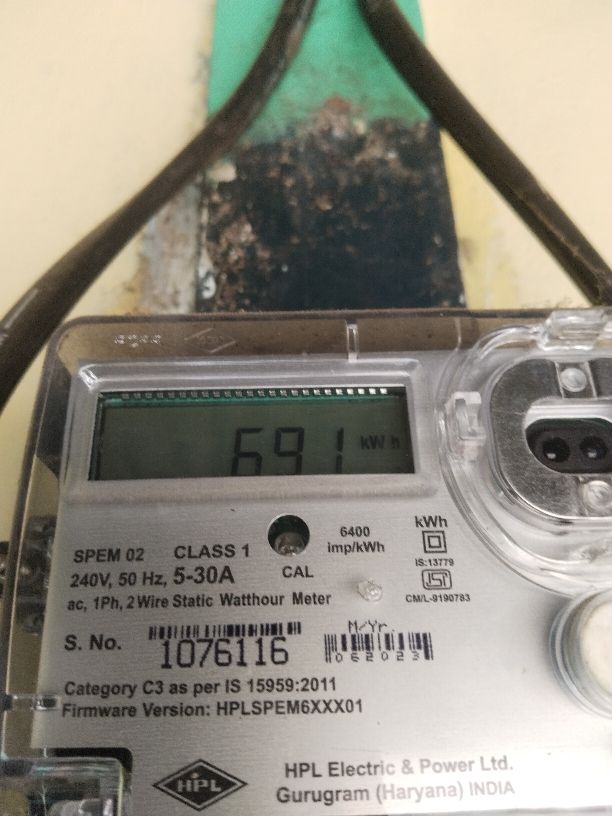 691 kWh
SPEM 02 CLASS 1
240V, 50 Hz, 5-30A
ac, 1Ph, 2 Wire Static Watthour Meter
CAL
6400
imp/kWh
kWh
IS:13779
CM/L-9190783
S. No. 1076116
M/Yr.
062023
Category C3 as per IS 15959:2011
Firmware Version: HPLSPEM6XXX01
HPL
HPL Electric & Power Ltd.
Gurugram (Haryana) INDIA